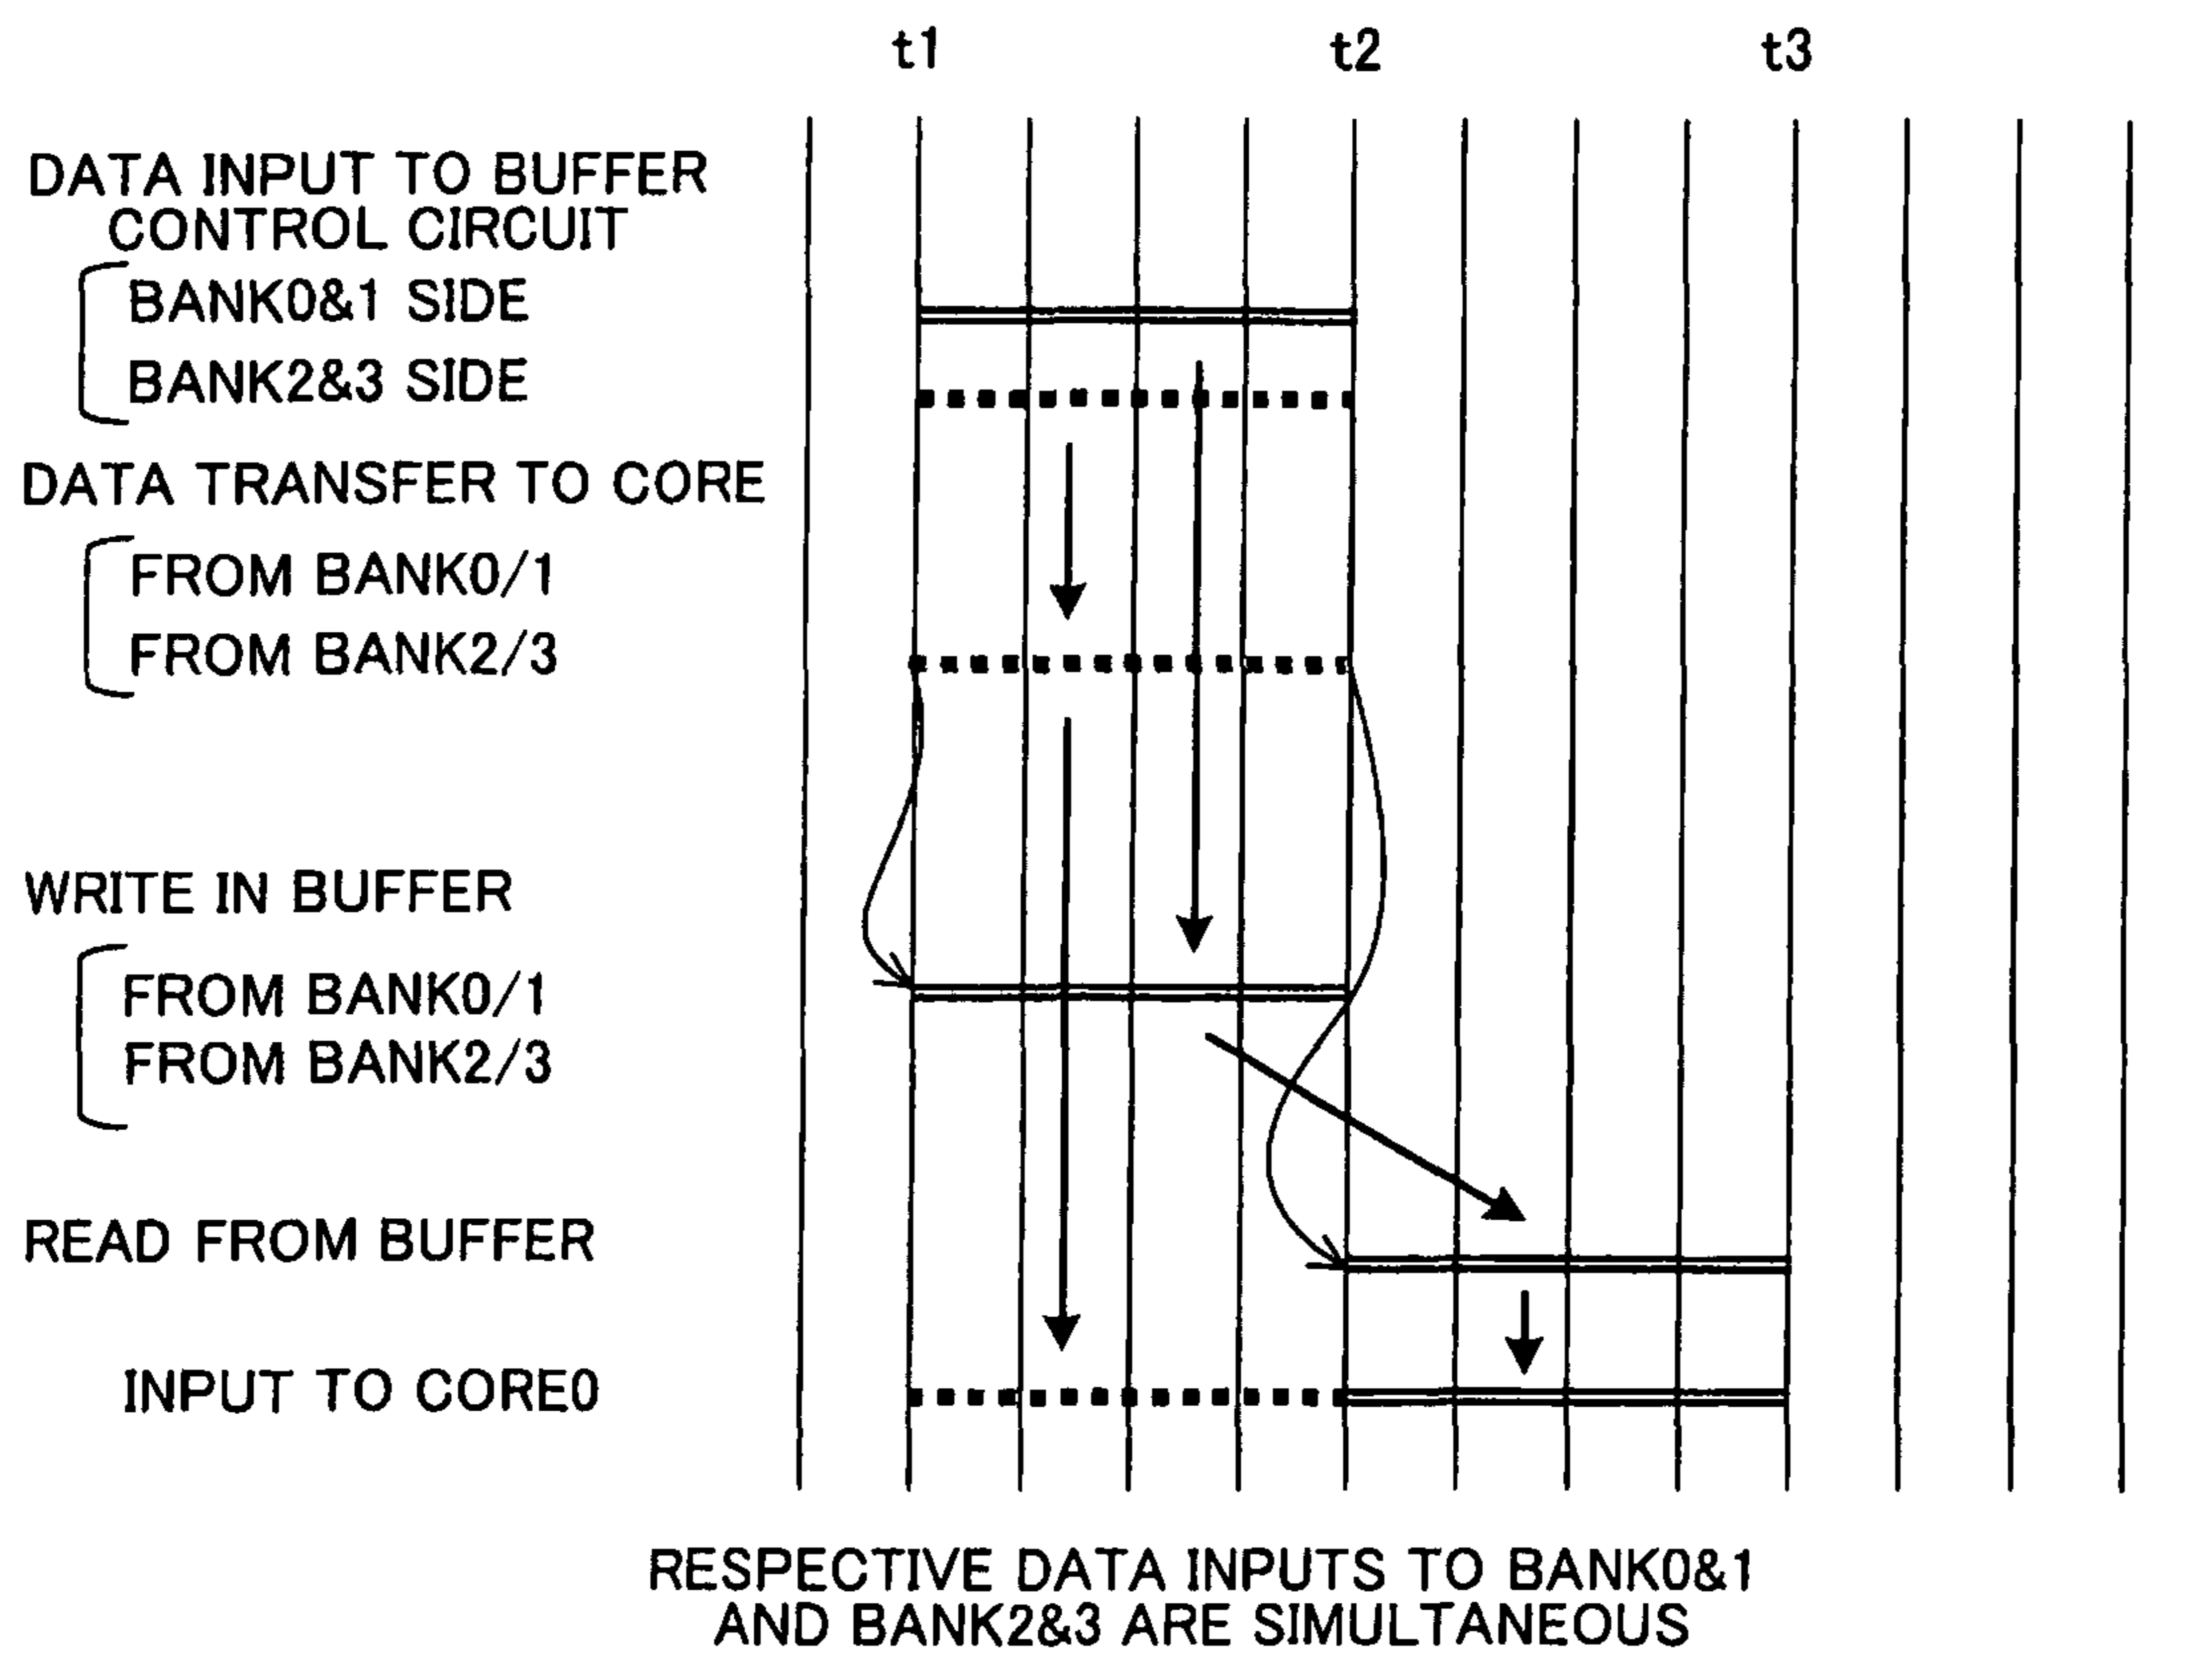 t1 t2 t3
DATA INPUT TO BUFFER
CONTROL CIRCUIT
BANK0&1 SIDE
BANK2&3 SIDE
DATA TRANSFER TO CORE
FROM BANK0/1
FROM BANK2/3
WRITE IN BUFFER
FROM BANK0/1
FROM BANK2/3
READ FROM BUFFER
INPUT TO CORE0
RESPECTIVE DATA INPUTS TO BANK0&1
AND BANK2&3 ARE SIMULTANEOUS